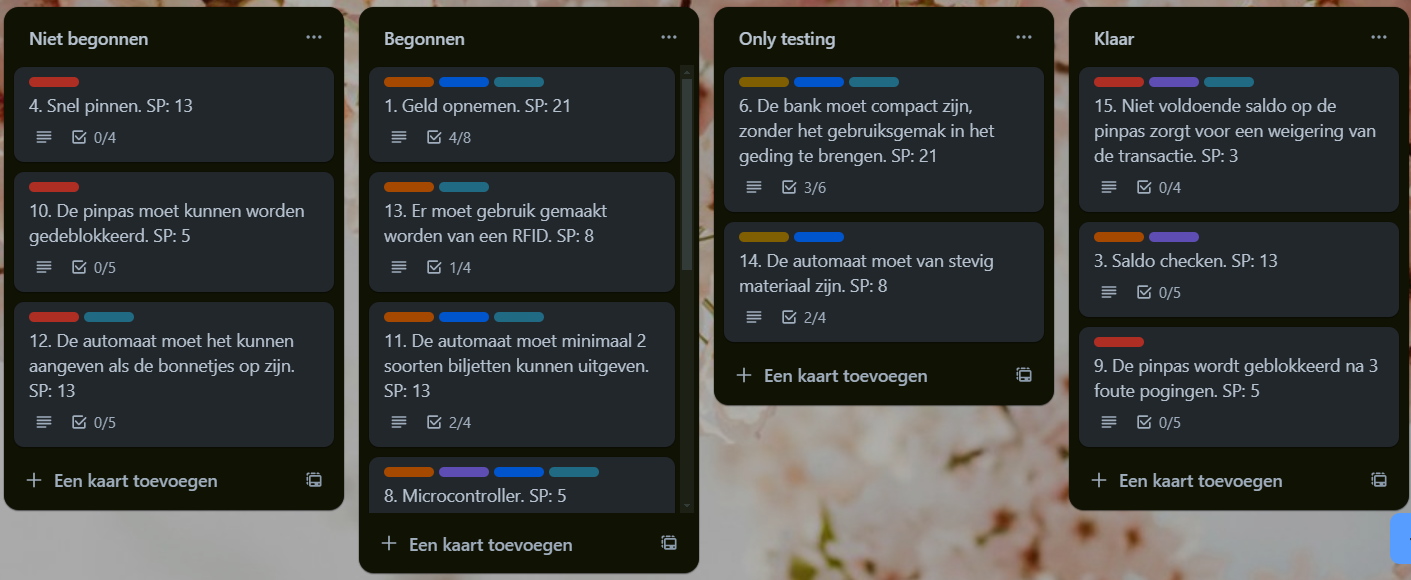 Niet begonnen
4. Snel pinnen. SP: 13
0/4
10. De pinpas moet kunnen worden
gedeblokkeerd. SP: 5
0/5
12. De automaat moet het kunnen
aangeven als de bonnetjes op zijn.
SP: 13
0/5
Een kaart toevoegen
Begonnen
1. Geld opnemen. SP: 21
4/8
13. Er moet gebruik gemaakt
worden van een RFID. SP: 8
1/4
11. De automaat moet minimaal 2
soorten biljetten kunnen uitgeven.
SP: 13
2/4
8. Microcontroller. SP: 5
Een kaart toevoegen
Only testing
6. De bank moet compact zijn,
zonder het gebruiksgemak in het
geding te brengen. SP: 21
3/6
14. De automaat moet van stevig
materiaal zijn. SP: 8
2/4
Een kaart toevoegen
Klaar
15. Niet voldoende saldo op de
pinpas zorgt voor een weigering van
de transactie. SP: 3
0/4
3. Saldo checken. SP: 13
0/5
9. De pinpas wordt geblokkeerd na 3
foute pogingen. SP: 5
0/5
Een kaart toevoegen